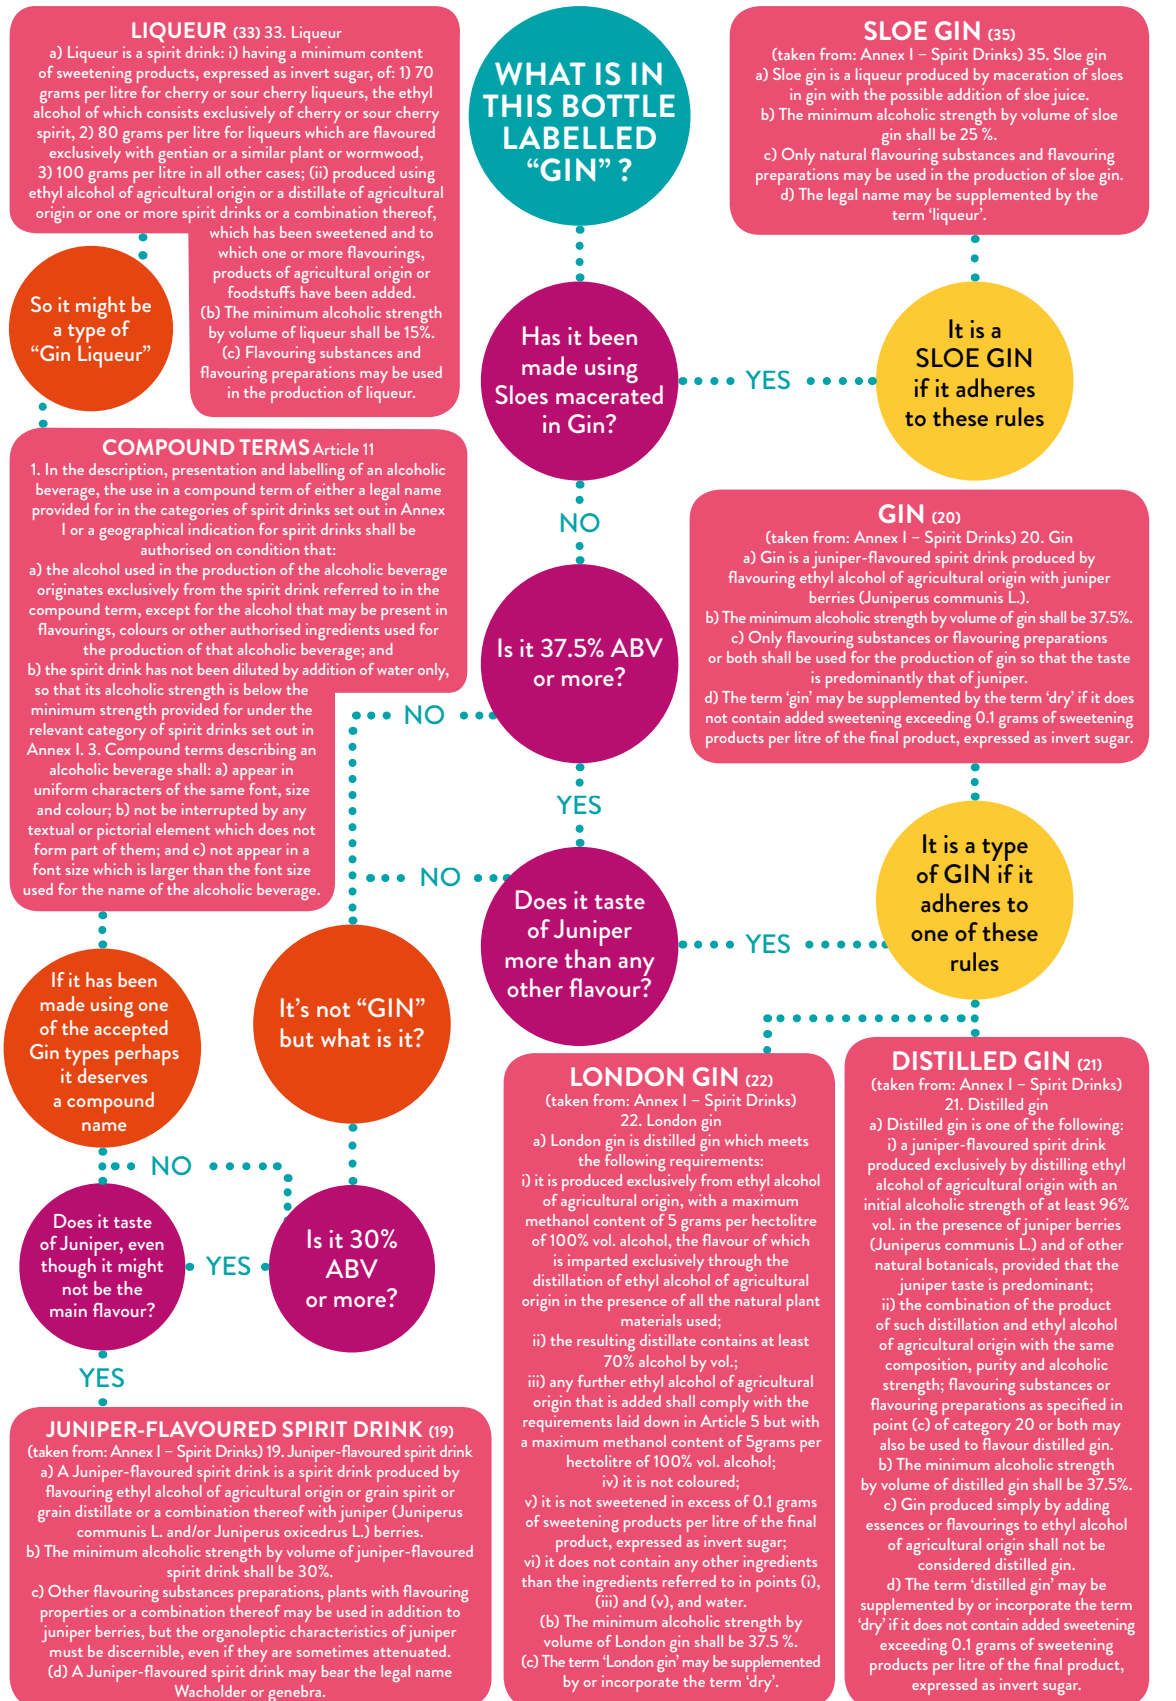 LIQUEUR (33) 33. Liqueur
a) Liqueur is a spirit drink: i) having a minimum content
of sweetening products, expressed as invert sugar, of: 1) 70
grams per litre for cherry or sour cherry liqueurs, the ethyl
alcohol of which consists exclusively of cherry or sour cherry
spirit, 2) 80 grams per litre for liqueurs which are flavoured
exclusively with gentian or a similar plant or wormwood,
3) 100 grams per litre in all other cases; (ii) produced using
ethyl alcohol of agricultural origin or a distillate of agricultural
origin or one or more spirit drinks or a combination thereof,
which has been sweetened and to
which one or more flavourings,
products of agricultural origin or
foodstuffs have been added.
(b) The minimum alcoholic strength
by volume of liqueur shall be 15%.
(c) Flavouring substances and
flavouring preparations may be used
in the production of liqueur.
WHAT IS IN
THIS BOTTLE
LABELLED
“GIN” ?
SLOE GIN (35)
(taken from: Annex I – Spirit Drinks) 35. Sloe gin
a) Sloe gin is a liqueur produced by maceration of sloes
in gin with the possible addition of sloe juice.
b) The minimum alcoholic strength by volume of sloe
gin shall be 25 %.
c) Only natural flavouring substances and flavouring
preparations may be used in the production of sloe gin.
d) The legal name may be supplemented by the
term ‘liqueur’.
So it might be
a type of
“Gin Liqueur”
Has it been
made using
Sloes macerated
in Gin?
YES
It is a
SLOE GIN
if it adheres
to these rules
NO
COMPOUND TERMS Article 11
1. In the description, presentation and labelling of an alcoholic
beverage, the use in a compound term of either a legal name
provided for in the categories of spirit drinks set out in Annex
I or a geographical indication for spirit drinks shall be
authorised on condition that:
a) the alcohol used in the production of the alcoholic beverage
originates exclusively from the spirit drink referred to in the
compound term, except for the alcohol that may be present in
flavourings, colours or other authorised ingredients used for
the production of that alcoholic beverage; and
b) the spirit drink has not been diluted by addition of water only,
so that its alcoholic strength is below the
minimum strength provided for under the
relevant category of spirit drinks set out in
Annex I. 3. Compound terms describing an
alcoholic beverage shall: a) appear in
uniform characters of the same font, size
and colour; b) not be interrupted by any
textual or pictorial element which does not
form part of them; and c) not appear in a
font size which is larger than the font size
used for the name of the alcoholic beverage.
Is it 37.5% ABV
or more?
NO
YES
GIN (20)
(taken from: Annex I – Spirit Drinks) 20. Gin
a) Gin is a juniper-flavoured spirit drink produced by
flavouring ethyl alcohol of agricultural origin with juniper
berries (Juniperus communis L.).
b) The minimum alcoholic strength by volume of gin shall be 37.5%.
c) Only flavouring substances or flavouring preparations
or both shall be used for the production of gin so that the taste
is predominantly that of juniper.
d) The term ‘gin’ may be supplemented by the term ‘dry’ if it does
not contain added sweetening exceeding 0.1 grams of sweetening
products per litre of the final product, expressed as invert sugar.
NO
Does it taste
of Juniper
more than any
other flavour?
YES
It is a type
of GIN if it
adheres to
one of these
rules
If it has been
made using one
of the accepted
Gin types perhaps
it deserves
a compound
name
It’s not “GIN”
but what is it?
NO
Does it taste
of Juniper, even
though it might
not be the
main flavour?
YES
Is it 30%
ABV
or more?
YES
JUNIPER-FLAVOURED SPIRIT DRINK (19)
(taken from: Annex I – Spirit Drinks) 19. Juniper-flavoured spirit drink
a) A Juniper-flavoured spirit drink is a spirit drink produced by
flavouring ethyl alcohol of agricultural origin or grain spirit or
grain distillate or a combination thereof with juniper (Juniperus
communis L. and/or Juniperus oxicedrus L.) berries.
b) The minimum alcoholic strength by volume of juniper-flavoured
spirit drink shall be 30%.
c) Other flavouring substances preparations, plants with flavouring
properties or a combination thereof may be used in addition to
juniper berries, but the organoleptic characteristics of juniper
must be discernible, even if they are sometimes attenuated.
(d) A Juniper-flavoured spirit drink may bear the legal name
Wacholder or genebra.
LONDON GIN (22)
(taken from: Annex I – Spirit Drinks)
22. London gin
a) London gin is distilled gin which meets
the following requirements:
i) it is produced exclusively from ethyl alcohol
of agricultural origin, with a maximum
methanol content of 5 grams per hectolitre
of 100% vol. alcohol, the flavour of which
is imparted exclusively through the
distillation of ethyl alcohol of agricultural
origin in the presence of all the natural plant
materials used;
ii) the resulting distillate contains at least
70% alcohol by vol.;
iii) any further ethyl alcohol of agricultural
origin that is added shall comply with the
requirements laid down in Article 5 but with
a maximum methanol content of 5grams per
hectolitre of 100% vol. alcohol;
iv) it is not coloured;
v) it is not sweetened in excess of 0.1 grams
of sweetening products per litre of the final
product, expressed as invert sugar;
vi) it does not contain any other ingredients
than the ingredients referred to in points (i),
(iii) and (v), and water.
(b) The minimum alcoholic strength by
volume of London gin shall be 37.5 %.
(c) The term ‘London gin’ may be supplemented
by or incorporate the term ‘dry’.
DISTILLED GIN (21)
(taken from: Annex I – Spirit Drinks)
21. Distilled gin
a) Distilled gin is one of the following:
i) a juniper-flavoured spirit drink
produced exclusively by distilling ethyl
alcohol of agricultural origin with an
initial alcoholic strength of at least 96%
vol. in the presence of juniper berries
(Juniperus communis L.) and of other
natural botanicals, provided that the
juniper taste is predominant;
ii) the combination of the product
of such distillation and ethyl alcohol
of agricultural origin with the same
composition, purity and alcoholic
strength; flavouring substances or
flavouring preparations as specified in
point (c) of category 20 or both may
also be used to flavour distilled gin.
b) The minimum alcoholic strength
by volume of distilled gin shall be 37.5%.
c) Gin produced simply by adding
essences or flavourings to ethyl alcohol
of agricultural origin shall not be
considered distilled gin.
d) The term ‘distilled gin’ may be
supplemented by or incorporate the term
‘dry’ if it does not contain added sweetening
exceeding 0.1 grams of sweetening
products per litre of the final product,
expressed as invert sugar.